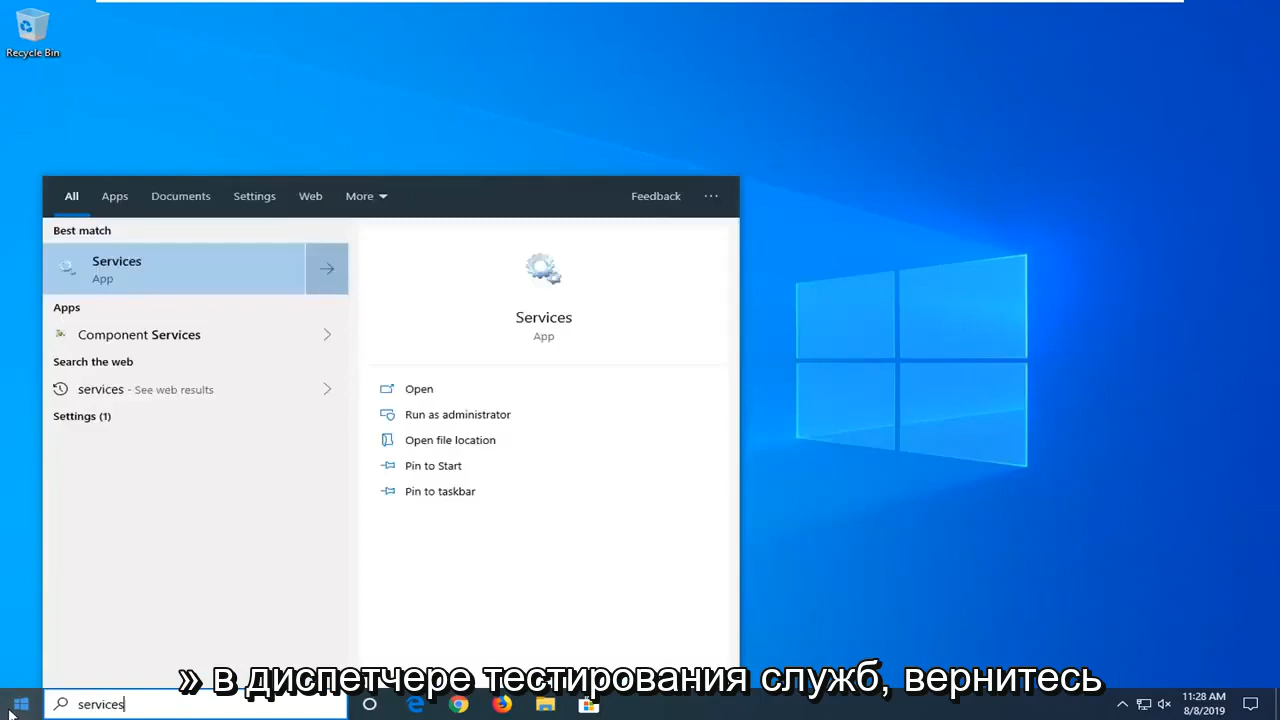 Recycle Bin
All Apps Documents Settings Web More Feedback ···
Best match
Services
App
Apps
Component Services
Search the web
services - See web results
Settings (1)
Services
App
Open
Run as administrator
Open file location
Pin to Start
Pin to taskbar
» в диспетчере тестирования служб, вернитесь
services
11:28 AM
8/8/2019